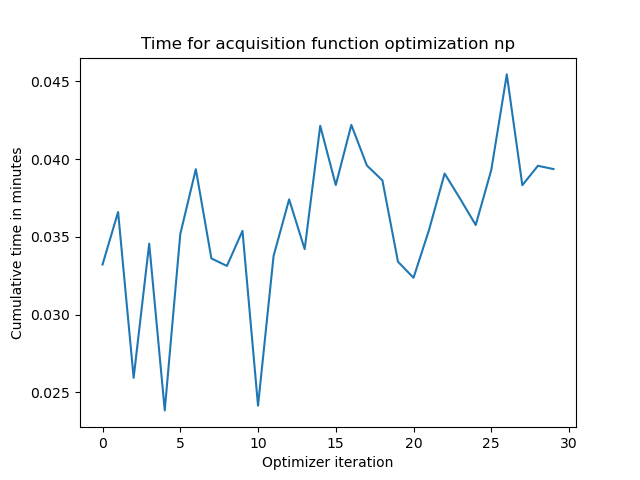 Time for acquisition function optimization np
0.045
0.040
0.035
0.030
0.025
Cumulative time in minutes
0 5 10 15 20 25 30
Optimizer iteration